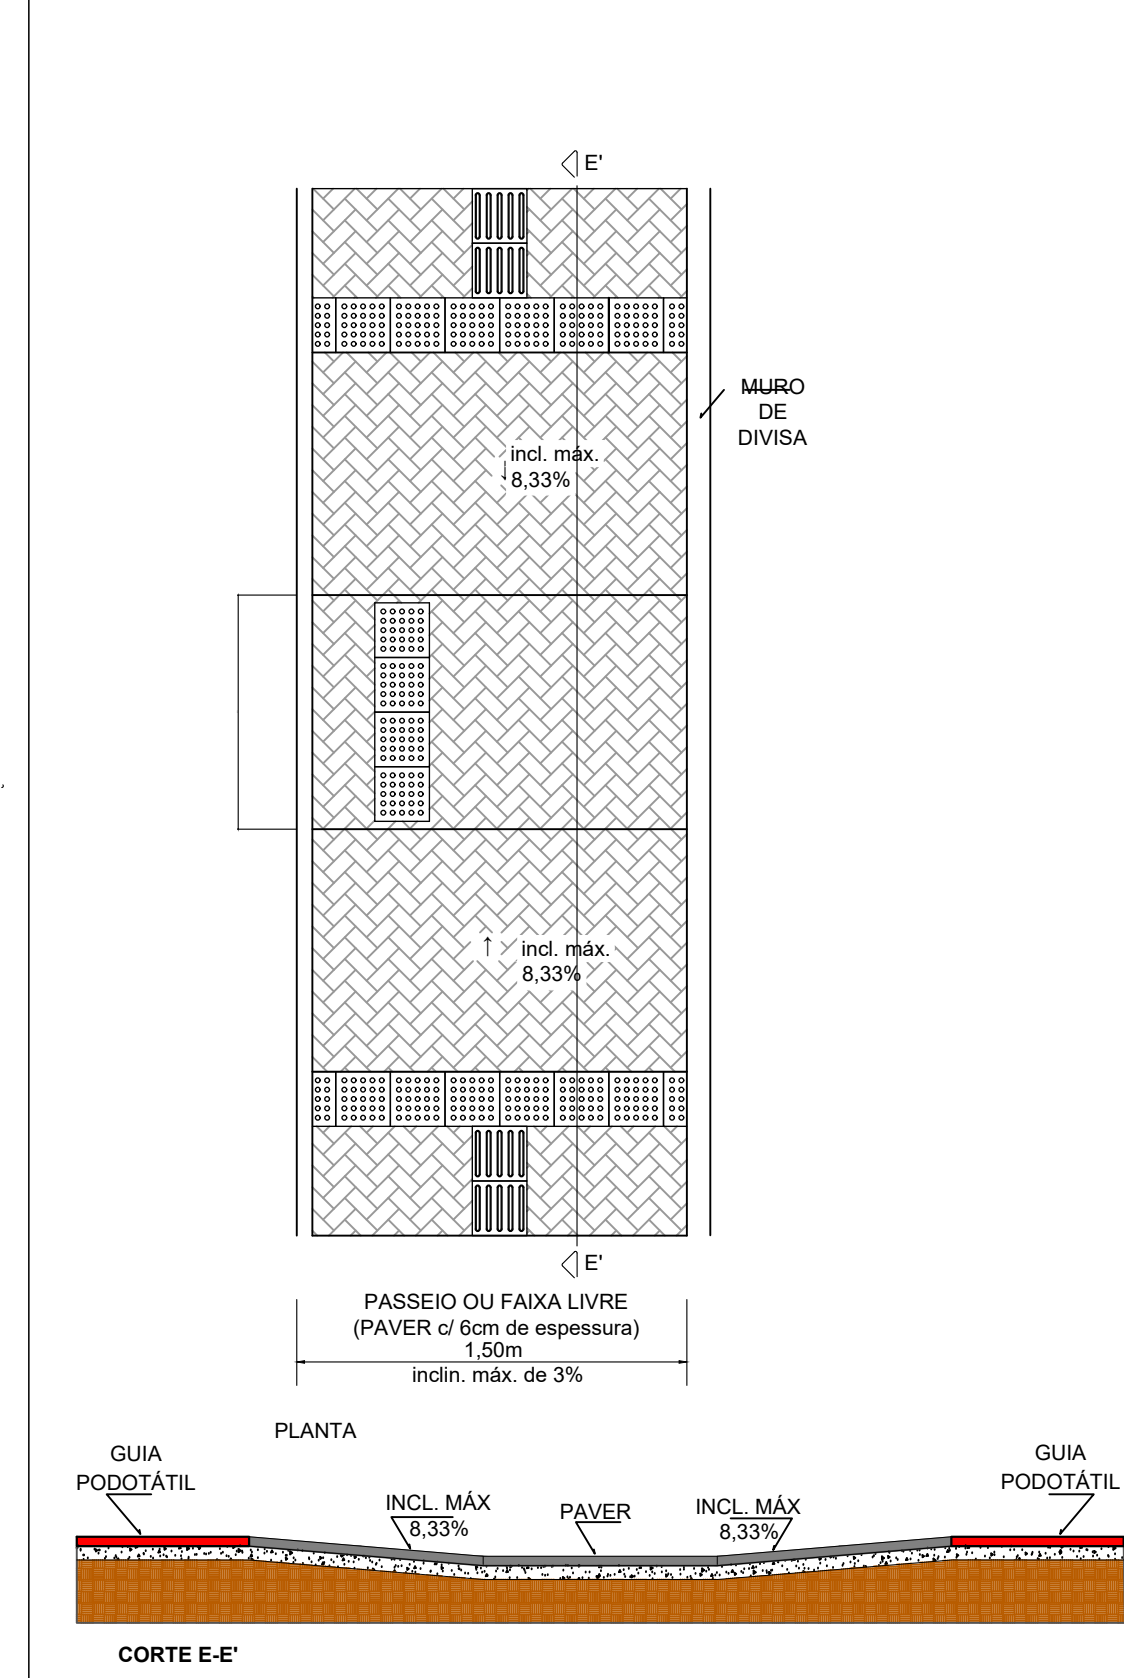 E'
MURO
DE
DIVISA
incl. máx.
↓ 8,33%
↑ incl. máx.
8,33%
E'
PASSEIO OU FAIXA LIVRE
(PAVER c/ 6cm de espessura)
1,50m
inclin. máx. de 3%
PLANTA
GUIA
PODOTÁTIL
INCL. MÁX
8,33%
PAVER
INCL. MÁX
8,33%
GUIA
PODOTÁTIL
CORTE E-E'